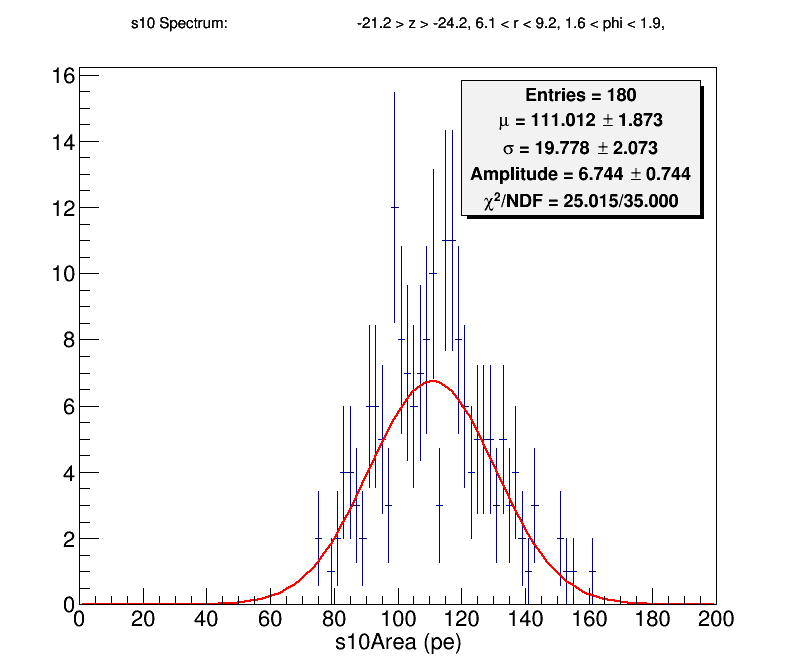 s10 Spectrum: -21.2 > z > -24.2, 6.1 < r < 9.2, 1.6 < phi < 1.9,
Entries = 180
μ = 111.012 ± 1.873
σ = 19.778 ± 2.073
Amplitude = 6.744 ± 0.744
χ²/NDF = 25.015/35.000
16
14
12
10
8
6
4
2
0
0 20 40 60 80 100 120 140 160 180 200
s10Area (pe)